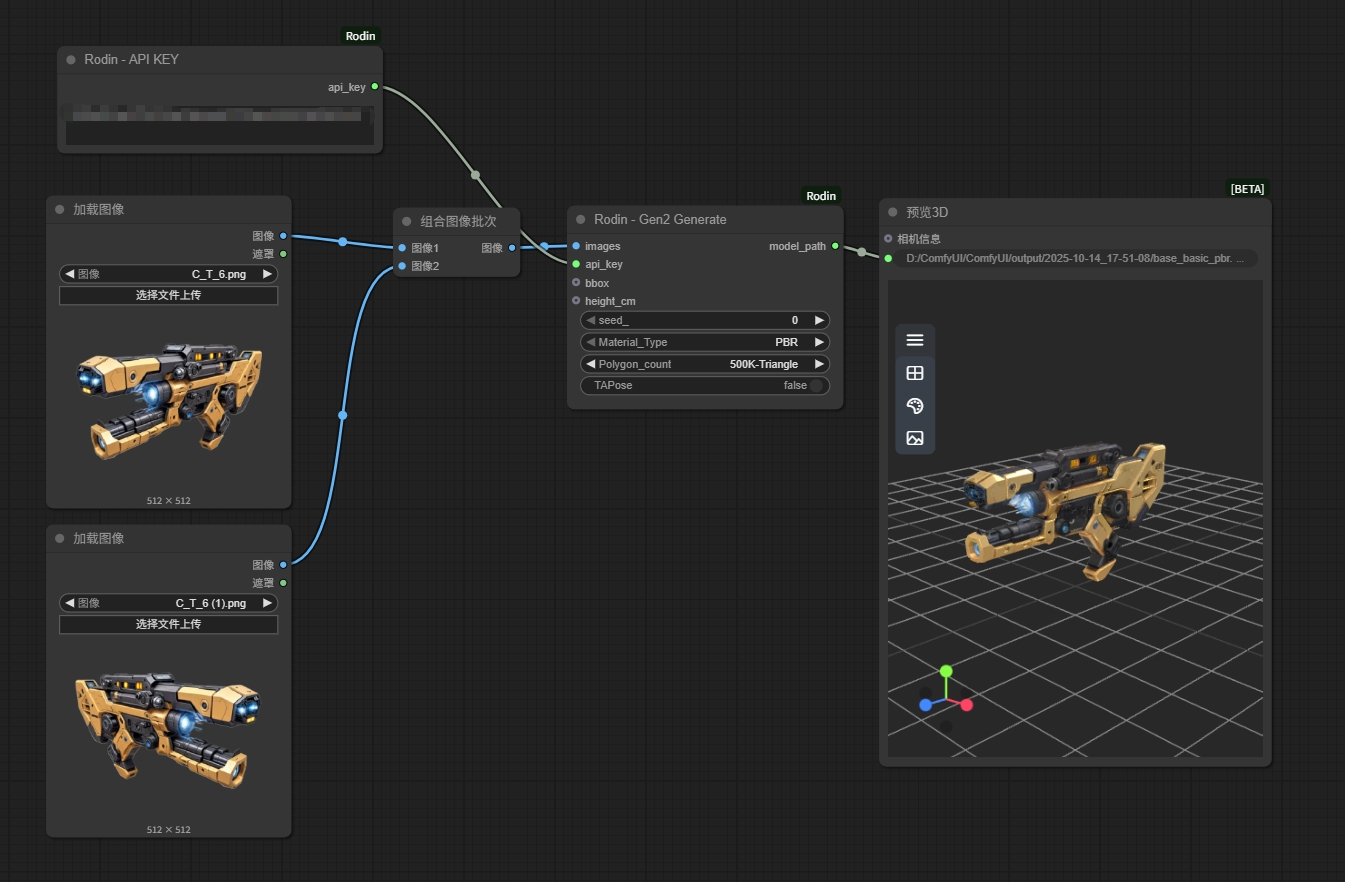 Rodin
Rodin - API KEY
api_key
加载图像
图像
遮罩
图像 C_T_6.png
选择文件上传
512 × 512
加载图像
图像
遮罩
图像 C_T_6 (1).png
选择文件上传
512 × 512
组合图像批次
图像1 图像
图像2
Rodin
Rodin - Gen2 Generate
images model_path
api_key
bbox
height_cm
seed_ 0
Material_Type PBR
Polygon_count 500K-Triangle
TAPose false
[BETA]
预览3D
相机信息
D:/ComfyUI/ComfyUI/output/2025-10-14_17-51-08/base_basic_pbr. ...